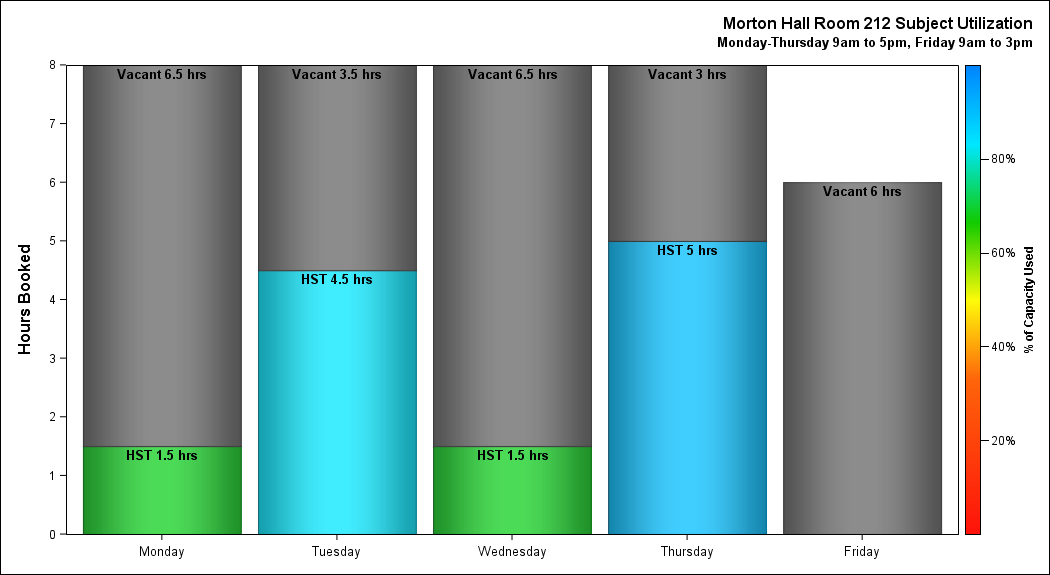 Morton Hall Room 212 Subject Utilization
Monday-Thursday 9am to 5pm, Friday 9am to 3pm
Hours Booked
8
7
6
5
4
3
2
1
0
Vacant 6.5 hrs
HST 1.5 hrs
Vacant 3.5 hrs
HST 4.5 hrs
Vacant 6.5 hrs
HST 1.5 hrs
Vacant 3 hrs
HST 5 hrs
Vacant 6 hrs
Monday
Tuesday
Wednesday
Thursday
Friday
80%
60%
40%
20%
% of Capacity Used